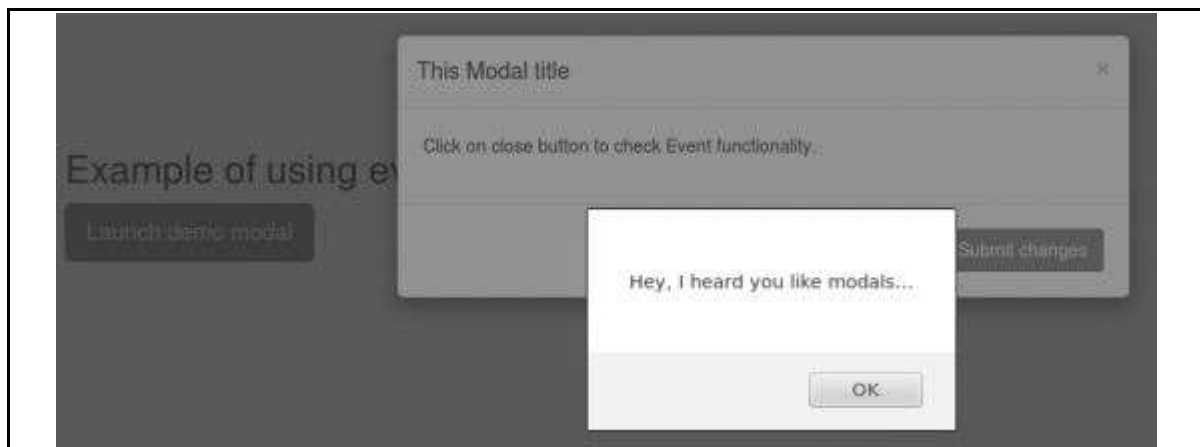 This Modal title ×
Click on close button to check Event functionality.
Example of using ev
Launch demo modal
Submit changes
Hey, I heard you like modals...
OK